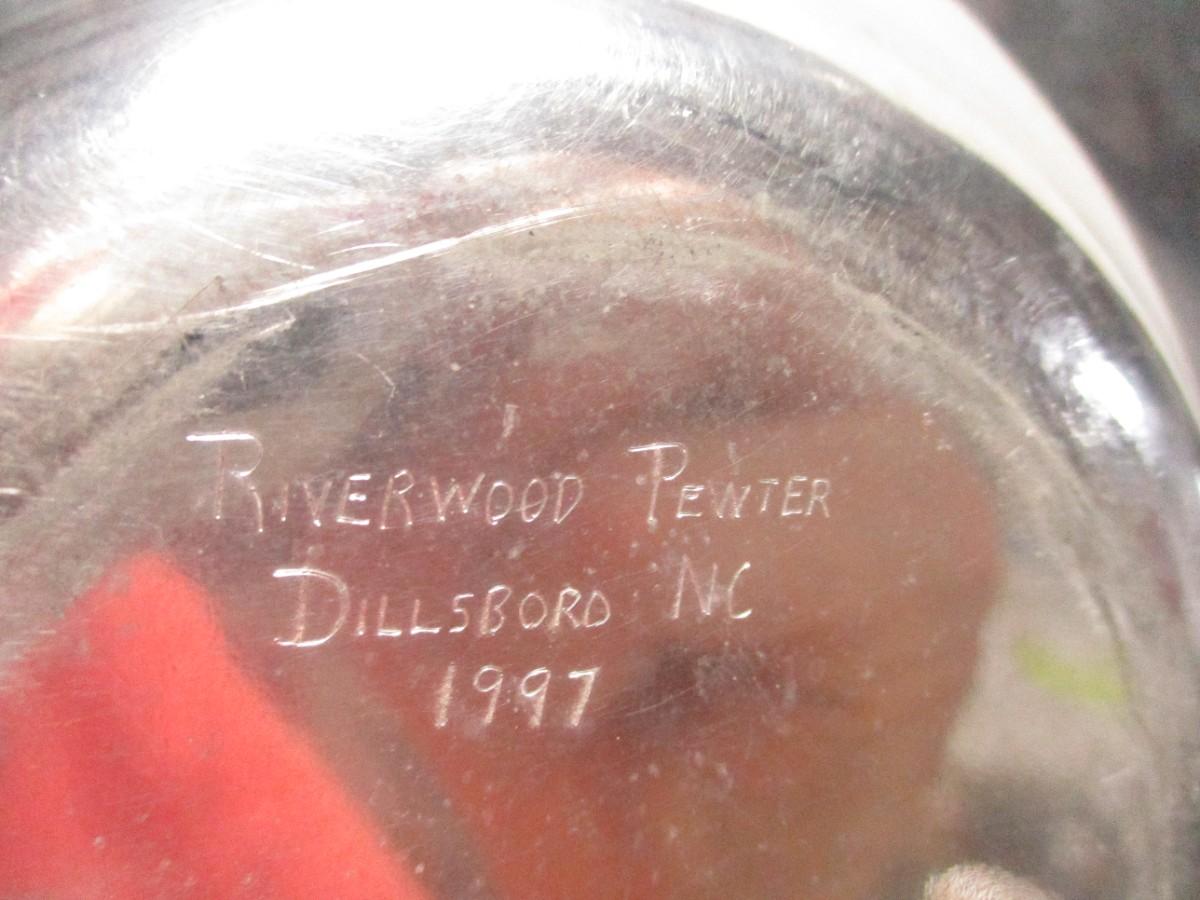 RIVERWOOD PEWTER
DILLSBORO NC
1997